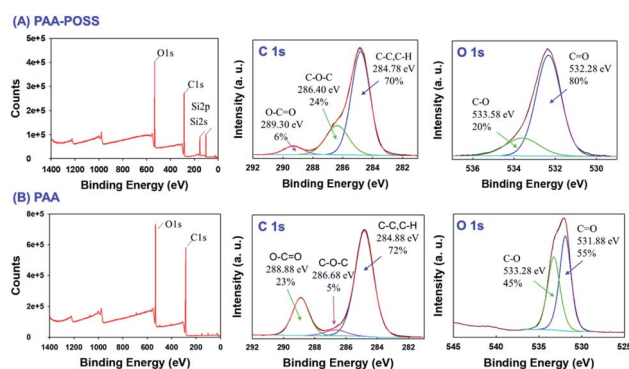 (A) PAA-POSS
5e+5
4e+5
3e+5
2e+5
1e+5
0
Counts
O1s
C1s
Si2p
Si2s
1400 1200 1000 800 600 400 200 0
Binding Energy (eV)
C 1s
Intensity (a. u.)
C-C,C-H
284.78 eV
70%
C-O-C
286.40 eV
24%
O-C=O
289.30 eV
6%
292 290 288 286 284 282
Binding Energy (eV)
O 1s
Intensity (a. u.)
C=O
532.28 eV
80%
C-O
533.58 eV
20%
536 534 532 530
Binding Energy (eV)
(B) PAA
8e+5
6e+5
4e+5
2e+5
0
Counts
O1s
C1s
1400 1200 1000 800 600 400 200 0
Binding Energy (eV)
C 1s
Intensity (a. u.)
C-C,C-H
284.88 eV
72%
O-C=O
288.88 eV
23%
C-O-C
286.68 eV
5%
292 290 288 286 284 282
Binding Energy (eV)
O 1s
Intensity (a. u.)
C=O
531.88 eV
55%
C-O
533.28 eV
45%
545 540 535 530 525
Binding Energy (eV)